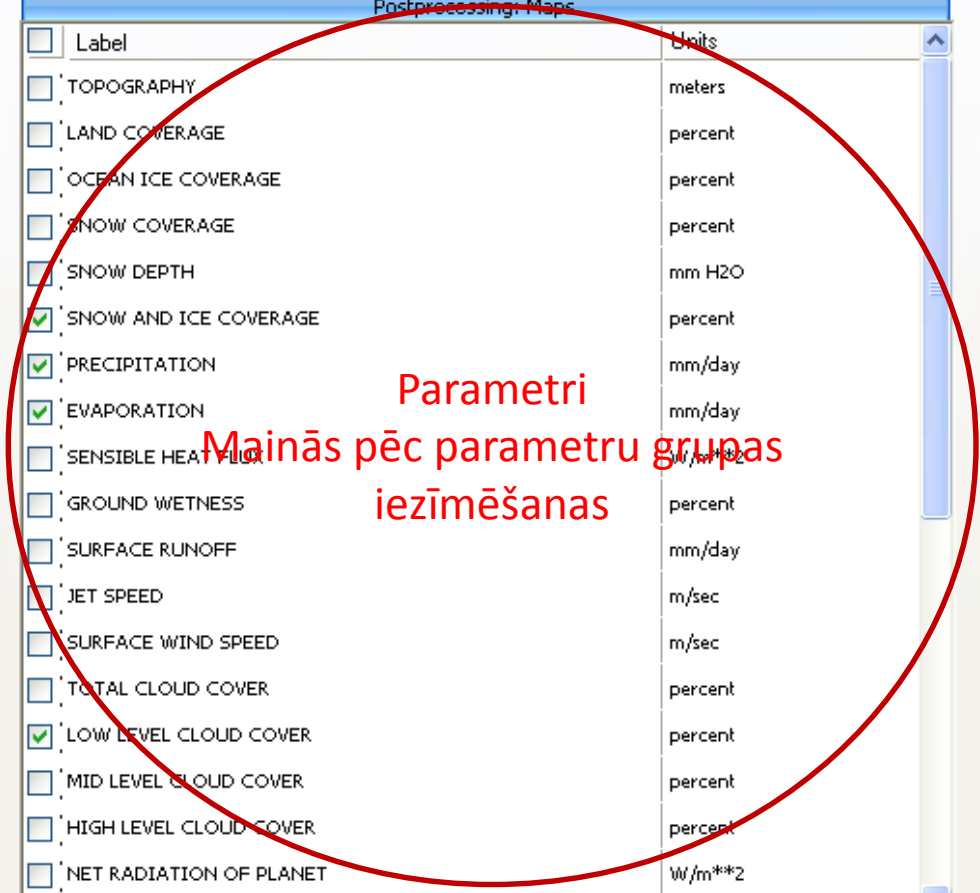 Postprocessing: Maps
Label Units
TOPOGRAPHY meters
LAND COVERAGE percent
OCEAN ICE COVERAGE percent
SNOW COVERAGE percent
SNOW DEPTH mm H2O
SNOW AND ICE COVERAGE percent
PRECIPITATION mm/day
Parametri
EVAPORATION mm/day
Mainās pēc parametru grupas
SENSIBLE HEAT FLUX W/m**2
iezīmēšanas
GROUND WETNESS percent
SURFACE RUNOFF mm/day
JET SPEED m/sec
SURFACE WIND SPEED m/sec
TOTAL CLOUD COVER percent
LOW LEVEL CLOUD COVER percent
MID LEVEL CLOUD COVER percent
HIGH LEVEL CLOUD COVER percent
NET RADIATION OF PLANET W/m**2